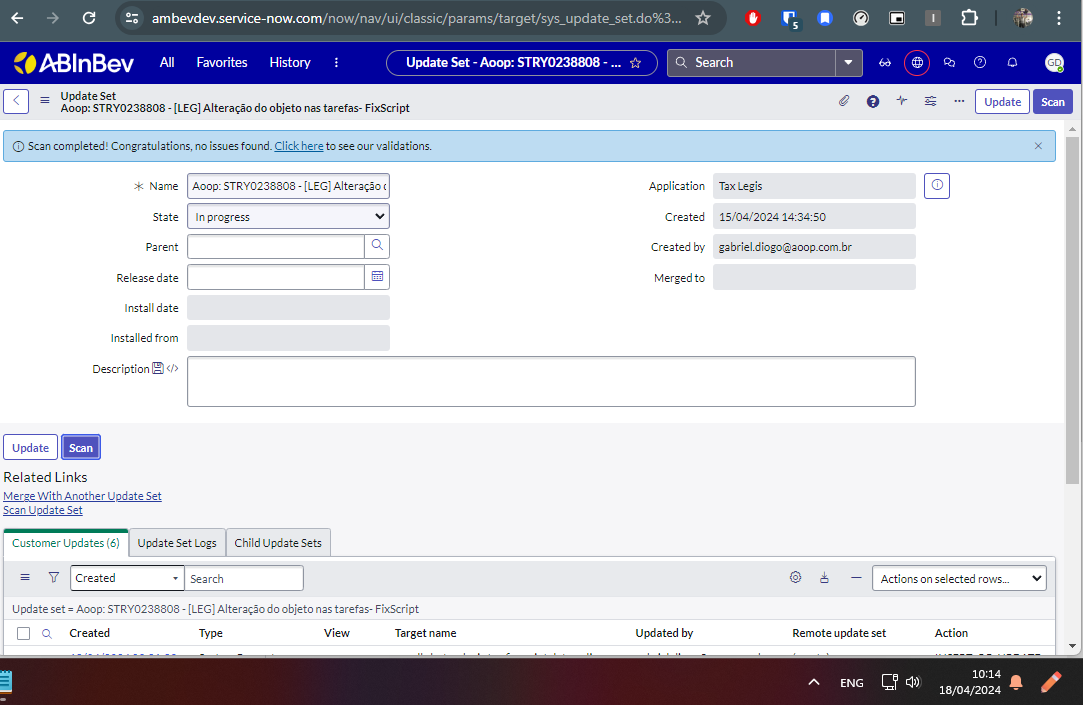 ambevdev.service-now.com/now/nav/ui/classic/params/target/sys_update_set.do%3...
5
I
ABInBev All Favorites History Update Set - Aoop: STRY0238808 - ... Search GD
Update Set
Aoop: STRY0238808 - [LEG] Alteração do objeto nas tarefas- FixScript
Update Scan
Scan completed! Congratulations, no issues found. Click here to see our validations.
Name Aoop: STRY0238808 - [LEG] Alteração Application Tax Legis
State In progress Created 15/04/2024 14:34:50
Parent Created by gabriel.diogo@aoop.com.br
Release date Merged to
Install date
Installed from
Description
Update Scan
Related Links
Merge With Another Update Set
Scan Update Set
Customer Updates (6) Update Set Logs Child Update Sets
Created Search Actions on selected rows...
Update set = Aoop: STRY0238808 - [LEG] Alteração do objeto nas tarefas- FixScript
Created Type View Target name Updated by Remote update set Action
ENG 10:14
18/04/2024